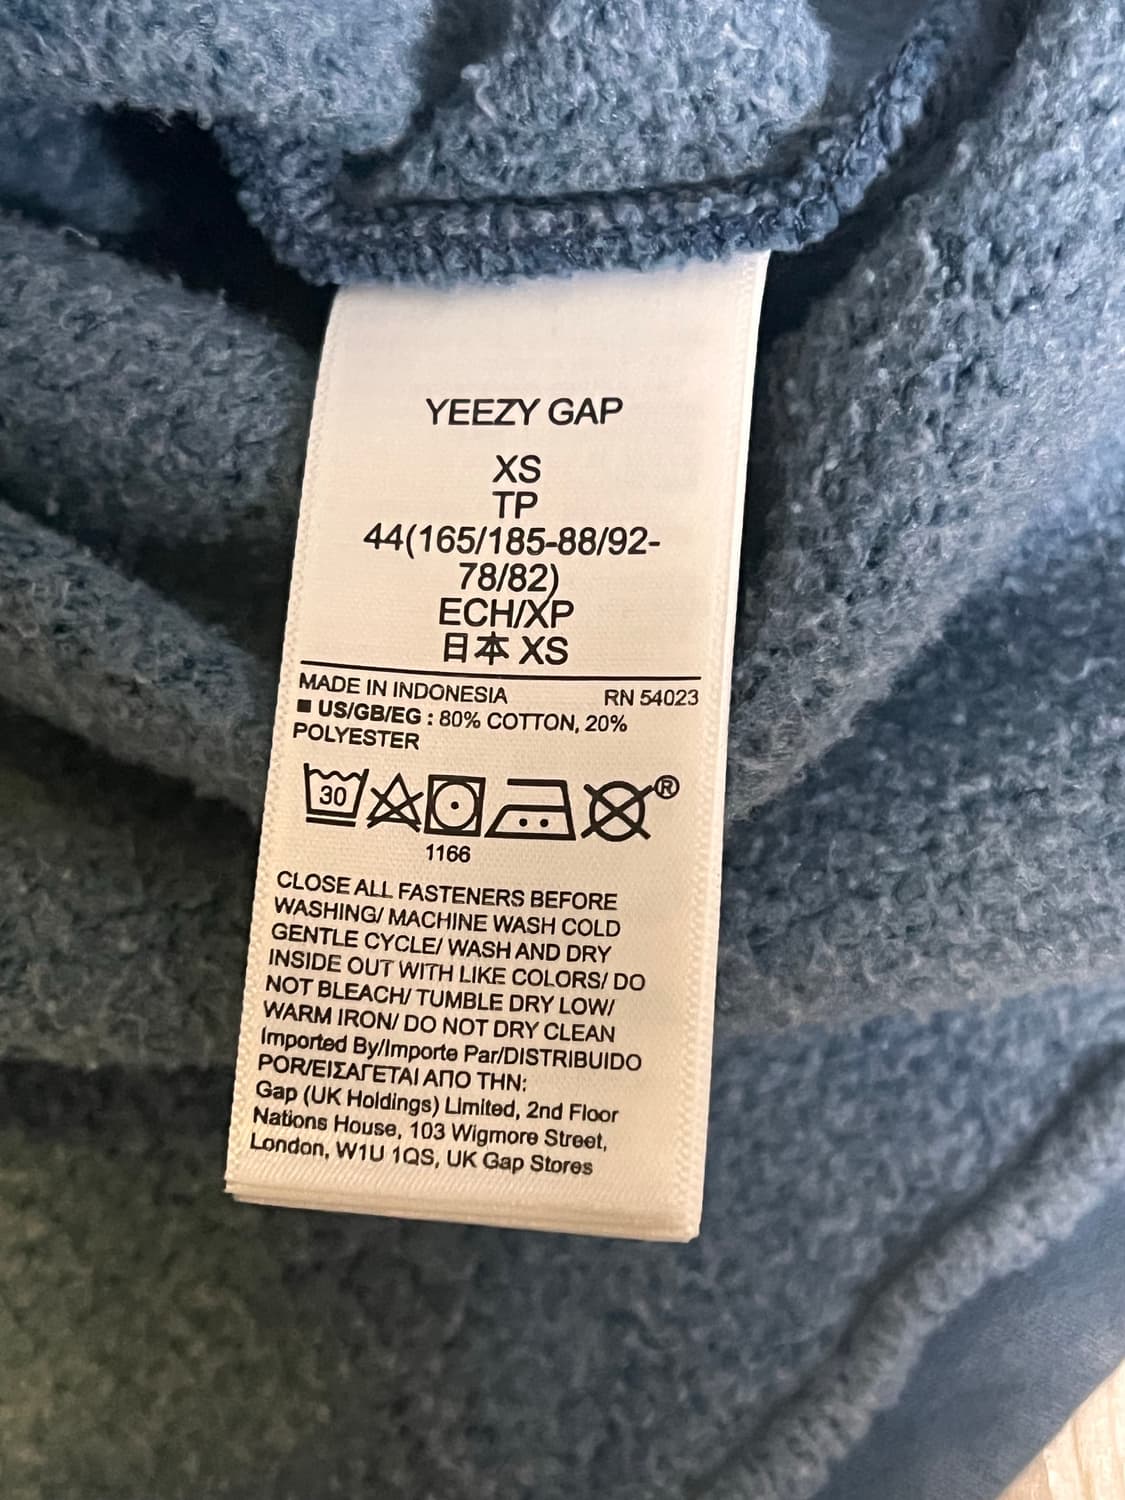 YEEZY GAP
XS
TP
44(165/185-88/92-
78/82)
ECH/XP
日本 XS
MADE IN INDONESIA RN 54023
■ US/GB/EG : 80% COTTON, 20%
POLYESTER
30
®
1166
CLOSE ALL FASTENERS BEFORE
WASHING/ MACHINE WASH COLD
GENTLE CYCLE/ WASH AND DRY
INSIDE OUT WITH LIKE COLORS/ DO
NOT BLEACH/ TUMBLE DRY LOW/
WARM IRON/ DO NOT DRY CLEAN
Imported By/Importe Par/DISTRIBUIDO
POR/ΕΙΣΑΓΕΤΑΙ ΑΠΟ ΤΗΝ:
Gap (UK Holdings) Limited, 2nd Floor
Nations House, 103 Wigmore Street,
London, W1U 1QS, UK Gap Stores